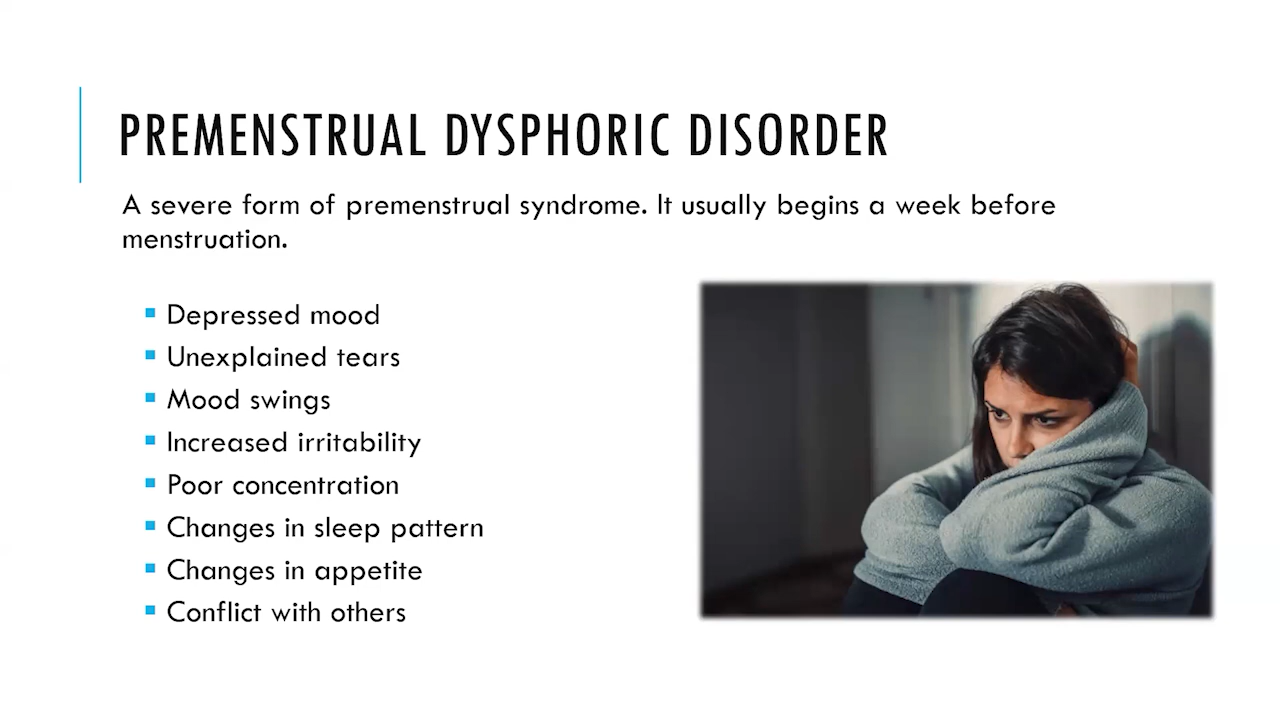 PREMENSTRUAL DYSPHORIC DISORDER
A severe form of premenstrual syndrome. It usually begins a week before
menstruation.
Depressed mood
Unexplained tears
Mood swings
Increased irritability
Poor concentration
Changes in sleep pattern
Changes in appetite
Conflict with others